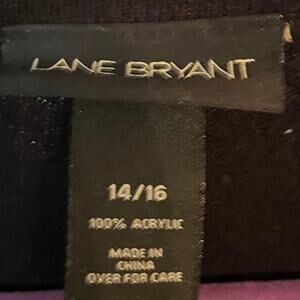 LANE BRYANT
14/16
100% ACRYLIC
MADE IN
CHINA
OVER FOR CARE